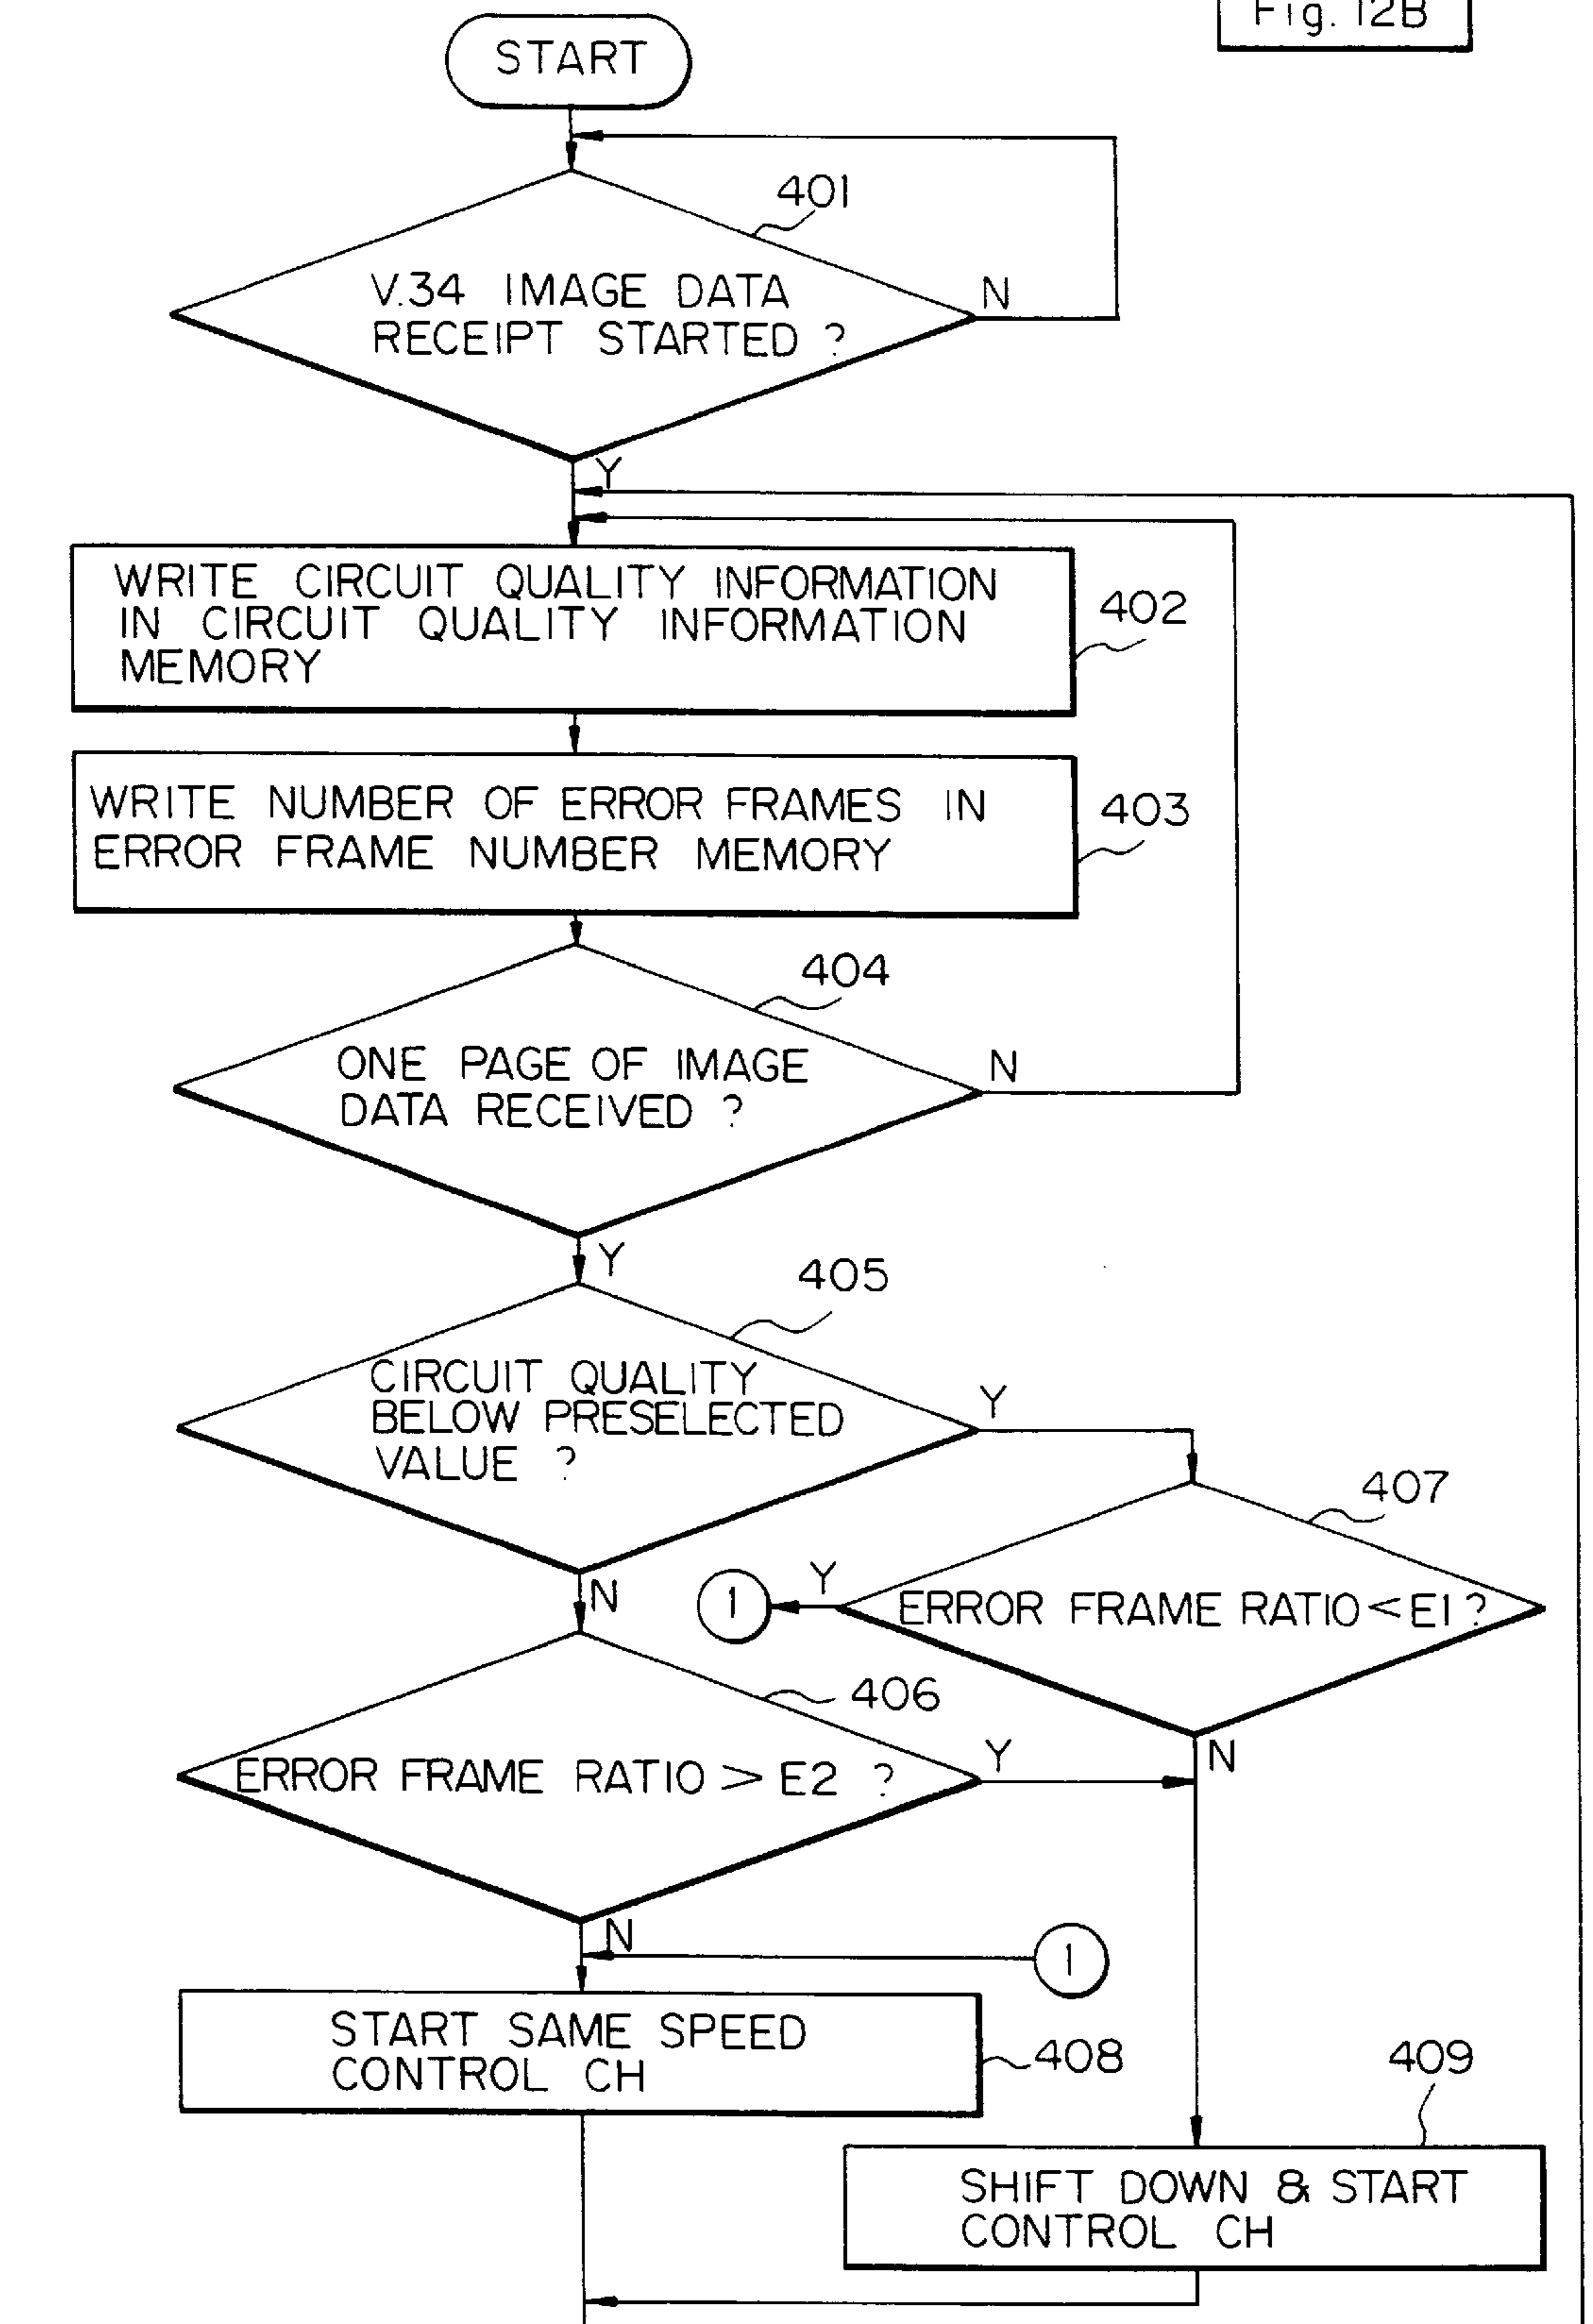 Fig. 12B
START
401
V.34 IMAGE DATA
RECEIPT STARTED ?
N
Y
WRITE CIRCUIT QUALITY INFORMATION
IN CIRCUIT QUALITY INFORMATION
MEMORY
402
WRITE NUMBER OF ERROR FRAMES IN
ERROR FRAME NUMBER MEMORY
403
404
ONE PAGE OF IMAGE
DATA RECEIVED ?
N
Y
405
CIRCUIT QUALITY
BELOW PRESELECTED
VALUE ?
Y
N
407
ERROR FRAME RATIO < E1 ?
Y
1
N
406
ERROR FRAME RATIO > E2 ?
Y
N
1
START SAME SPEED
CONTROL CH
408
409
SHIFT DOWN & START
CONTROL CH